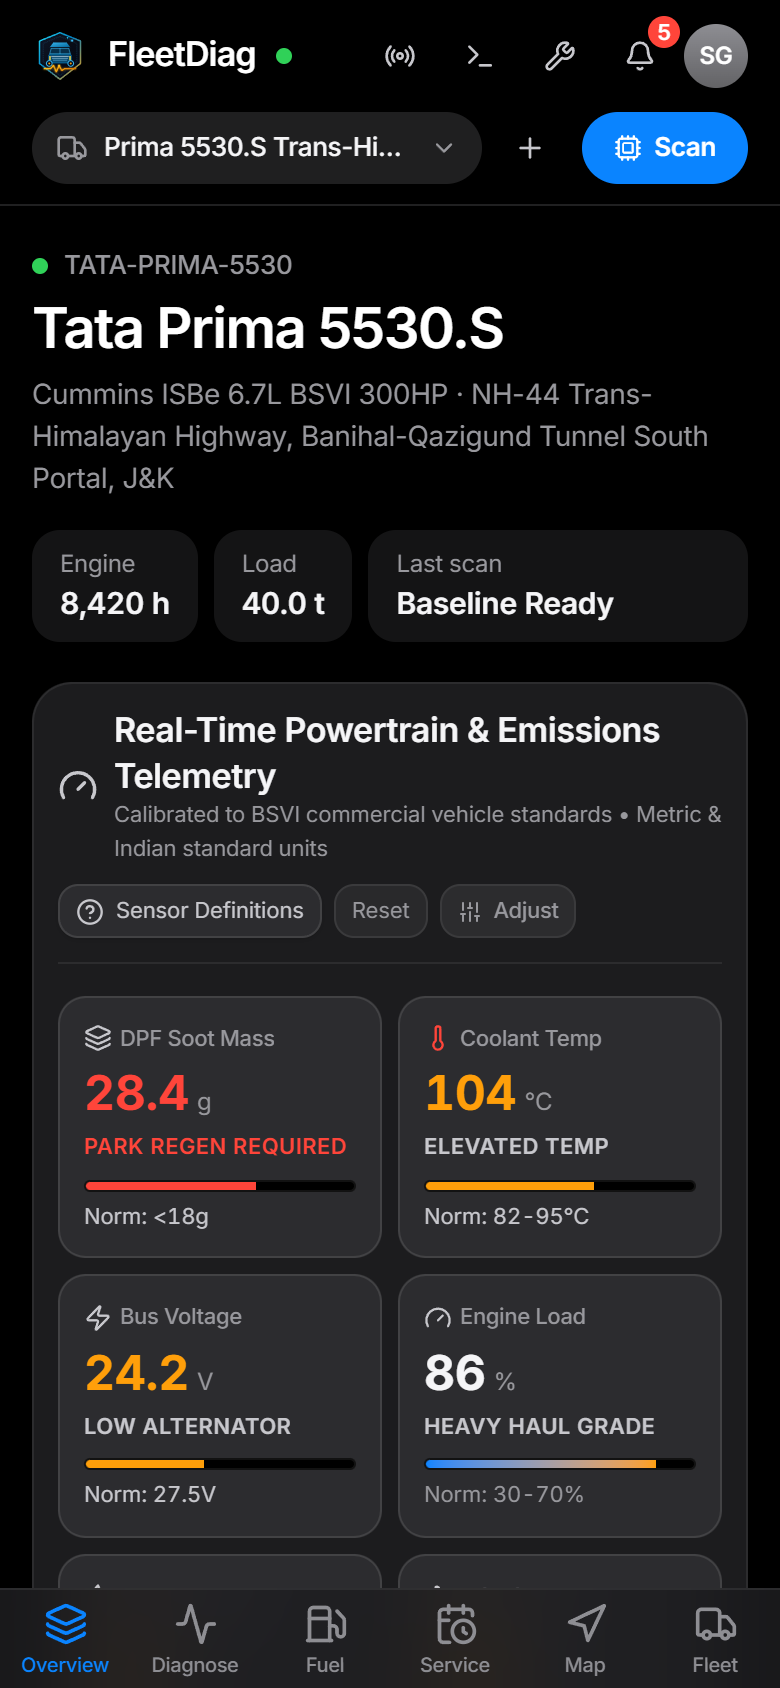 FleetDiag
5
SG
Prima 5530.S Trans-Hi...
Scan
TATA-PRIMA-5530
Tata Prima 5530.S
Cummins ISBe 6.7L BSVI 300HP · NH-44 Trans-
Himalayan Highway, Banihal-Qazigund Tunnel South
Portal, J&K
Engine
8,420 h
Load
40.0 t
Last scan
Baseline Ready
Real-Time Powertrain & Emissions
Telemetry
Calibrated to BSVI commercial vehicle standards • Metric &
Indian standard units
Sensor Definitions
Reset
Adjust
DPF Soot Mass
28.4 g
PARK REGEN REQUIRED
Norm: <18g
Coolant Temp
104 °C
ELEVATED TEMP
Norm: 82-95°C
Bus Voltage
24.2 V
LOW ALTERNATOR
Norm: 27.5V
Engine Load
86 %
HEAVY HAUL GRADE
Norm: 30-70%
Overview
Diagnose
Fuel
Service
Map
Fleet